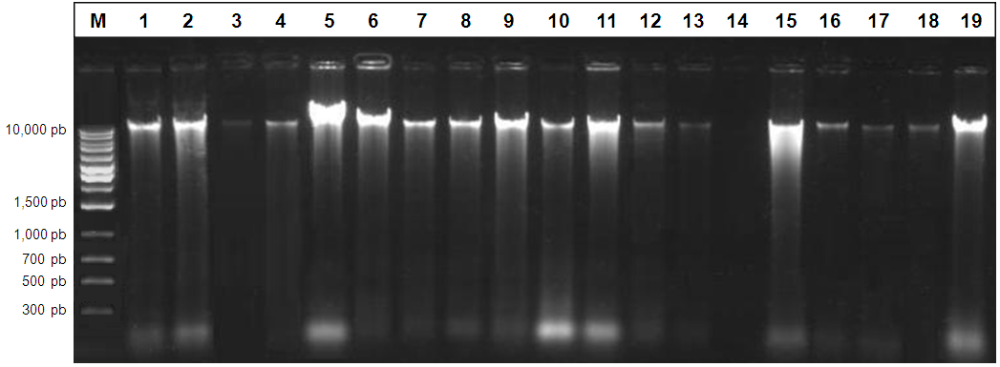 M 1 2 3 4 5 6 7 8 9 10 11 12 13 14 15 16 17 18 19
10,000 pb
1,500 pb
1,000 pb
700 pb
500 pb
300 pb